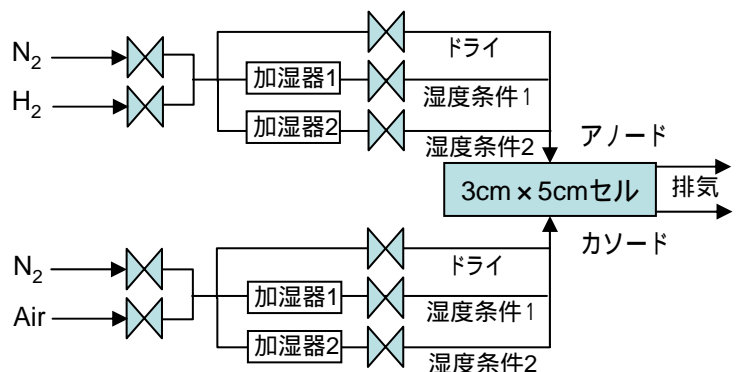 N2
H2
加湿器1
加湿器2
ドライ
湿度条件1
湿度条件2
アノード
3cm×5cmセル
排気
カソード
N2
Air
加湿器1
加湿器2
ドライ
湿度条件1
湿度条件2